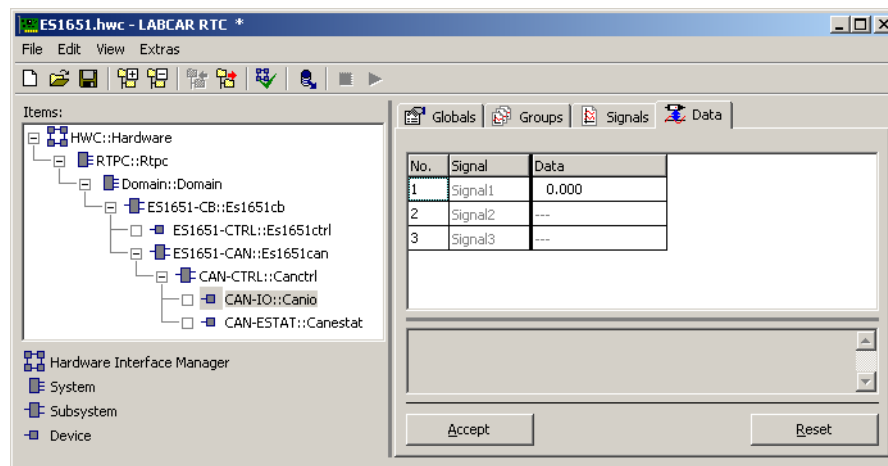 ES1651.hwc - LABCAR RTC *
File Edit View Extras
Items:
HWC::Hardware
RTPC::Rtpc
Domain::Domain
ES1651-CB::Es1651cb
ES1651-CTRL::Es1651ctrl
ES1651-CAN::Es1651can
CAN-CTRL::Canctrl
CAN-IO::Canio
CAN-ESTAT::Canestat
Hardware Interface Manager
System
Subsystem
Device
Globals Groups Signals Data
No. Signal Data
1 Signal1 0.000
2 Signal2 ---
3 Signal3 ---
Accept Reset